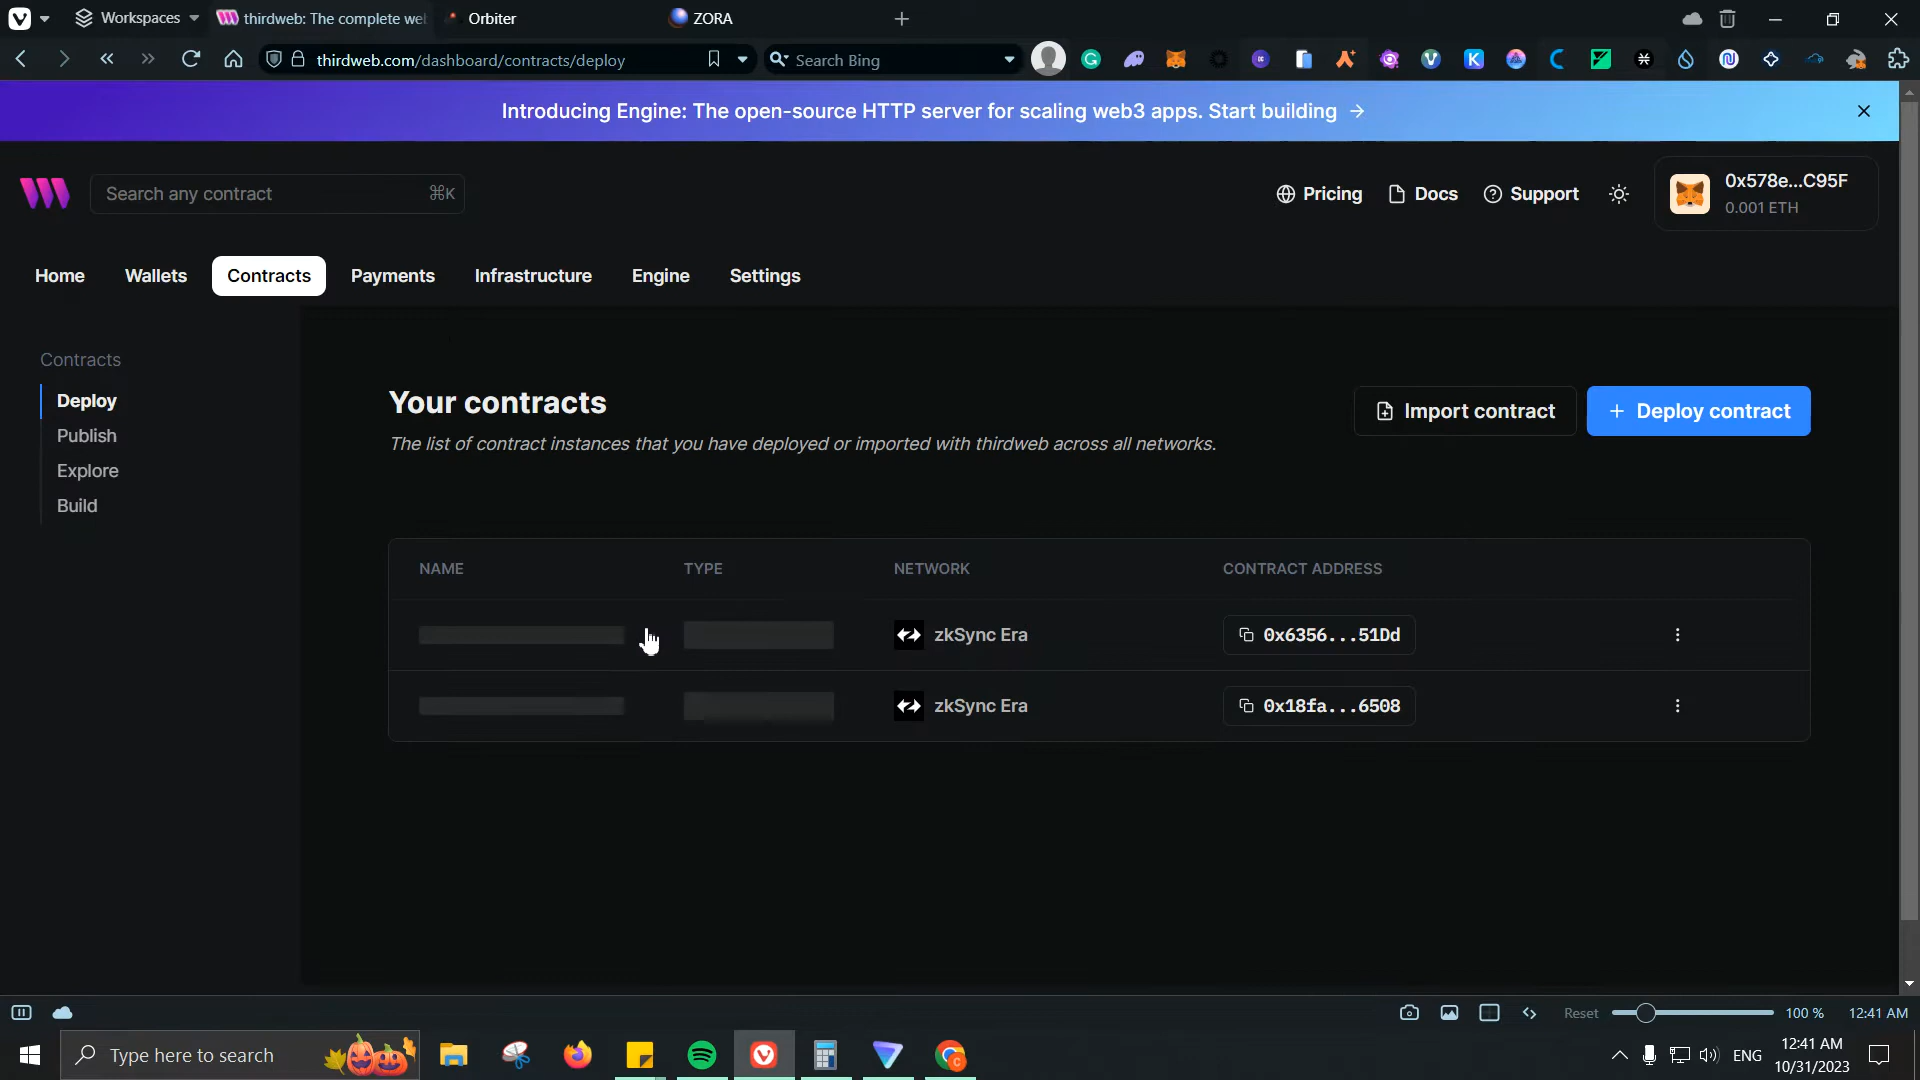 Workspaces
thirdweb: The complete we
Orbiter
ZORA
thirdweb.com/dashboard/contracts/deploy
Search Bing
Introducing Engine: The open-source HTTP server for scaling web3 apps. Start building →
Search any contract
⌘K
Pricing
Docs
Support
0x578e...C95F
0.001 ETH
Home
Wallets
Contracts
Payments
Infrastructure
Engine
Settings
Contracts
Deploy
Publish
Explore
Build
Your contracts
The list of contract instances that you have deployed or imported with thirdweb across all networks.
Import contract
+ Deploy contract
NAME
TYPE
NETWORK
CONTRACT ADDRESS
zkSync Era
0x6356...51Dd
zkSync Era
0x18fa...6508
Reset
100 %
12:41 AM
Type here to search
ENG
12:41 AM
10/31/2023